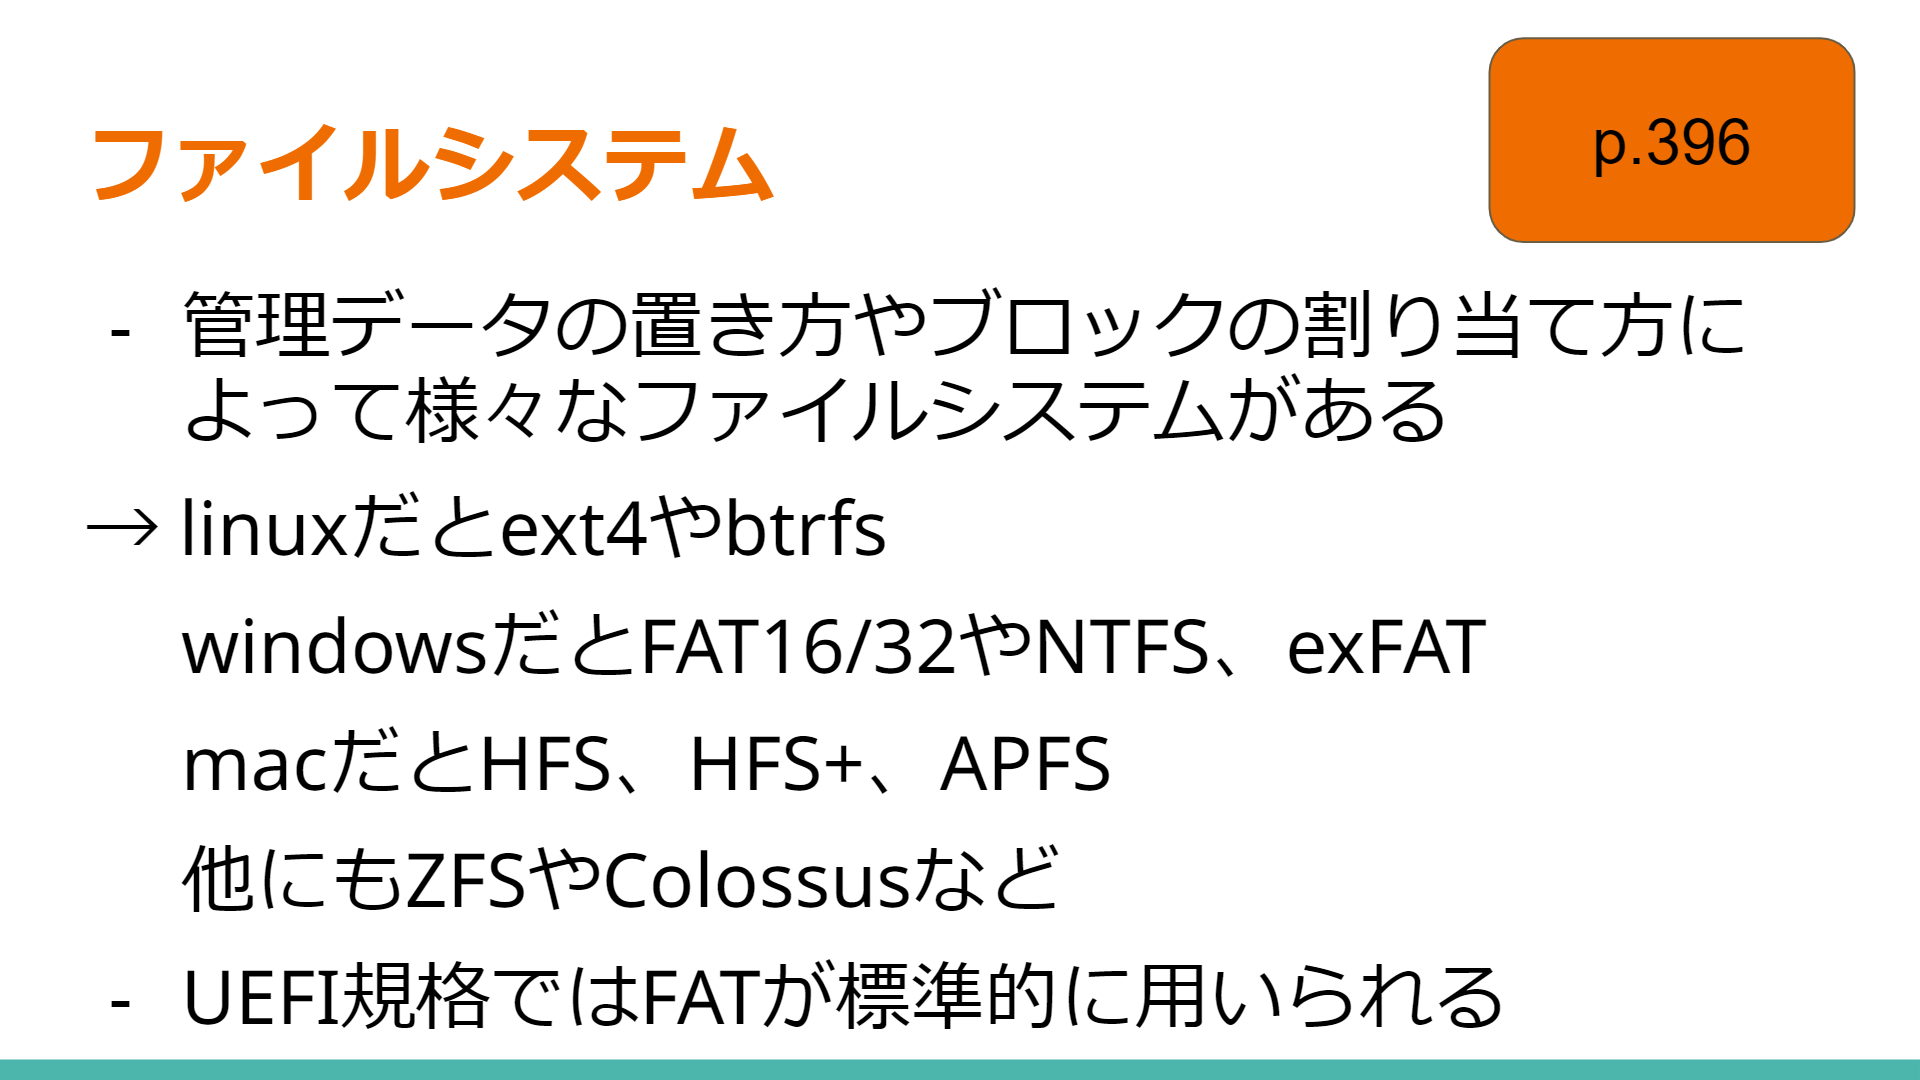 ファイルシステム
p.396
- 管理データの置き方やブロックの割り当て方に
よって様々なファイルシステムがある
→ linuxだとext4やbtrfs
windowsだとFAT16/32やNTFS、exFAT
macだとHFS、HFS+、APFS
他にもZFSやColossusなど
- UEFI規格ではFATが標準的に用いられる